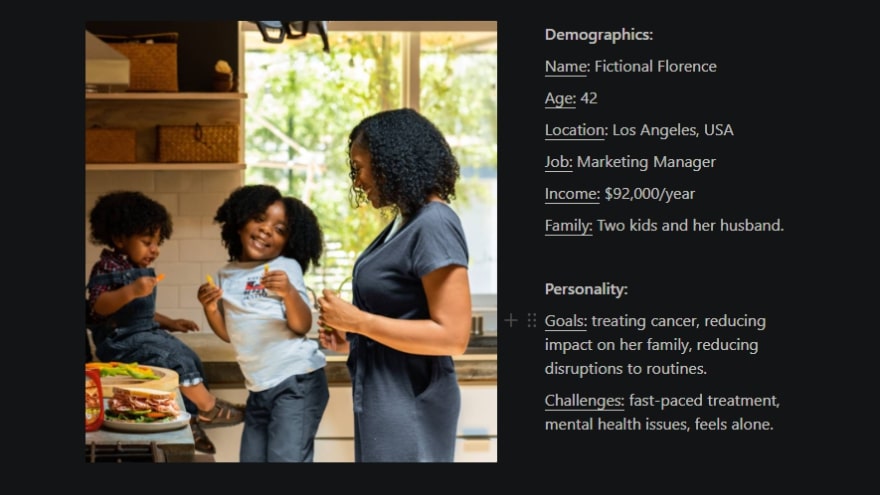 Demographics:
Name: Fictional Florence
Age: 42
Location: Los Angeles, USA
Job: Marketing Manager
Income: $92,000/year
Family: Two kids and her husband.
Personality:
Goals: treating cancer, reducing
impact on her family, reducing
disruptions to routines.
Challenges: fast-paced treatment,
mental health issues, feels alone.